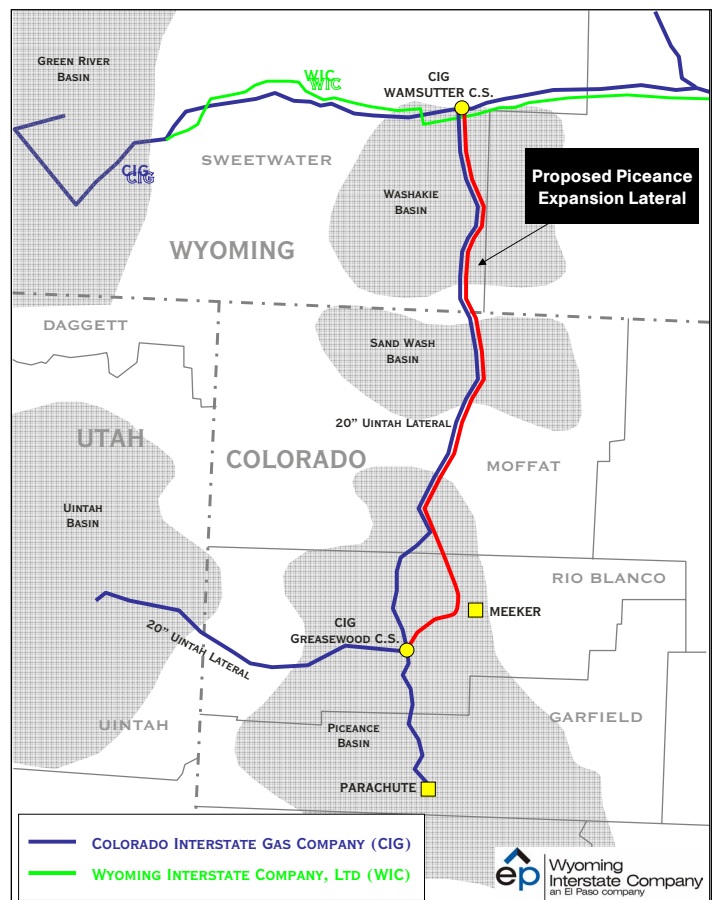 GREEN RIVER
BASIN
WIC
WIC
CIG
WAMSUTTER C.S.
SWEETWATER
CIG
CIG
WASHAKIE
BASIN
Proposed Piceance
Expansion Lateral
WYOMING
DAGGETT
SAND WASH
BASIN
20" UINTAH LATERAL
UTAH
COLORADO
MOFFAT
UINTAH
BASIN
RIO BLANCO
MEEKER
CIG
GREASEWOOD C.S.
20" UINTAH LATERAL
UINTAH
GARFIELD
PICEANCE
BASIN
PARACHUTE
COLORADO INTERSTATE GAS COMPANY (CIG)
WYOMING INTERSTATE COMPANY, LTD (WIC)
ep
Wyoming
Interstate Company
an El Paso company